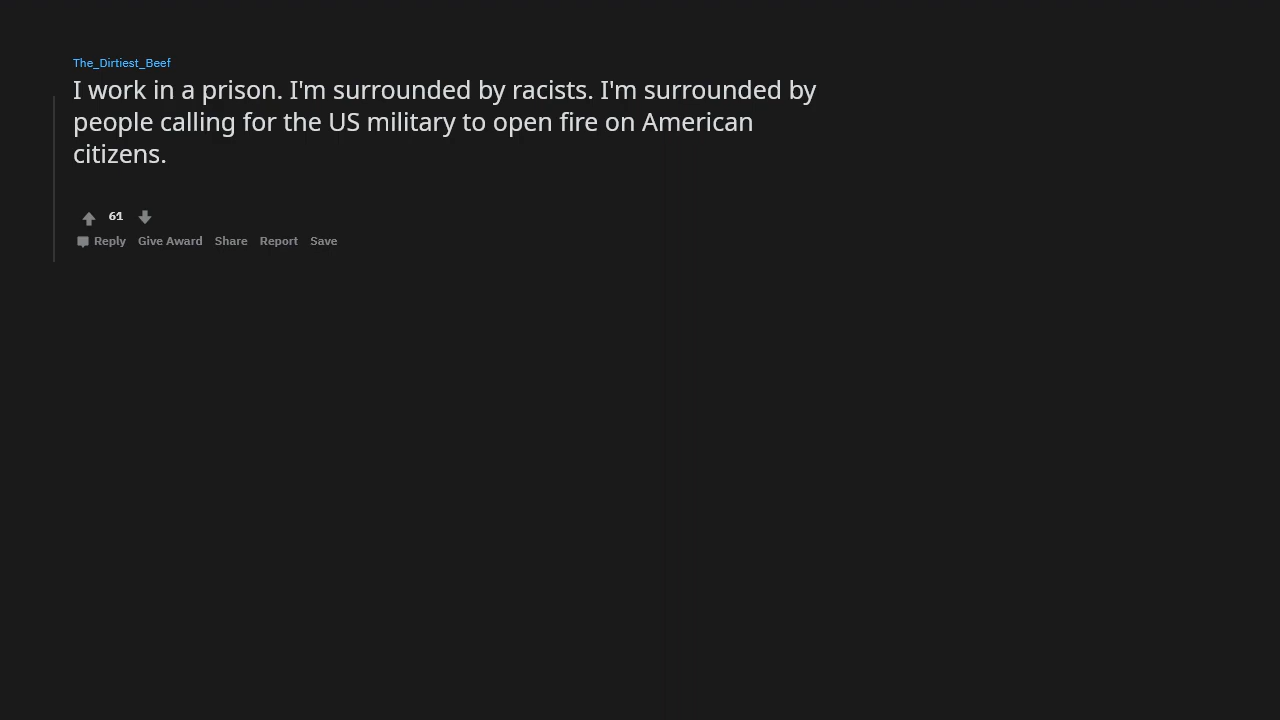 The_Dirtiest_Beef
I work in a prison. I'm surrounded by racists. I'm surrounded by
people calling for the US military to open fire on American
citizens.
61
Reply Give Award Share Report Save